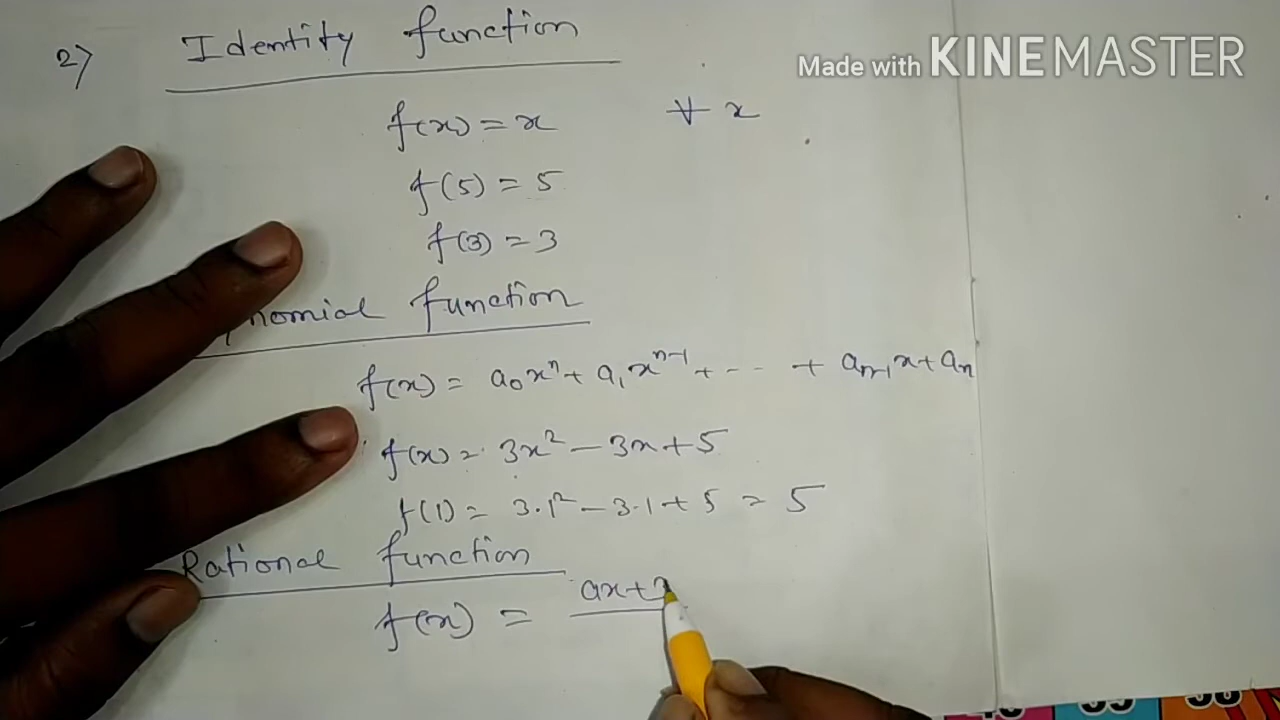 Made with KINEMASTER
2) Identity function
f(x) = x ∀ x
f(5) = 5
f(3) = 3
nomial function
f(x) = a₀xⁿ + a₁xⁿ⁻¹ + -- + aₙ₋₁x + aₙ
f(x) = 3x² - 3x + 5
f(1) = 3.1² - 3.1 + 5 = 5
Rational function
f(x) = ax+